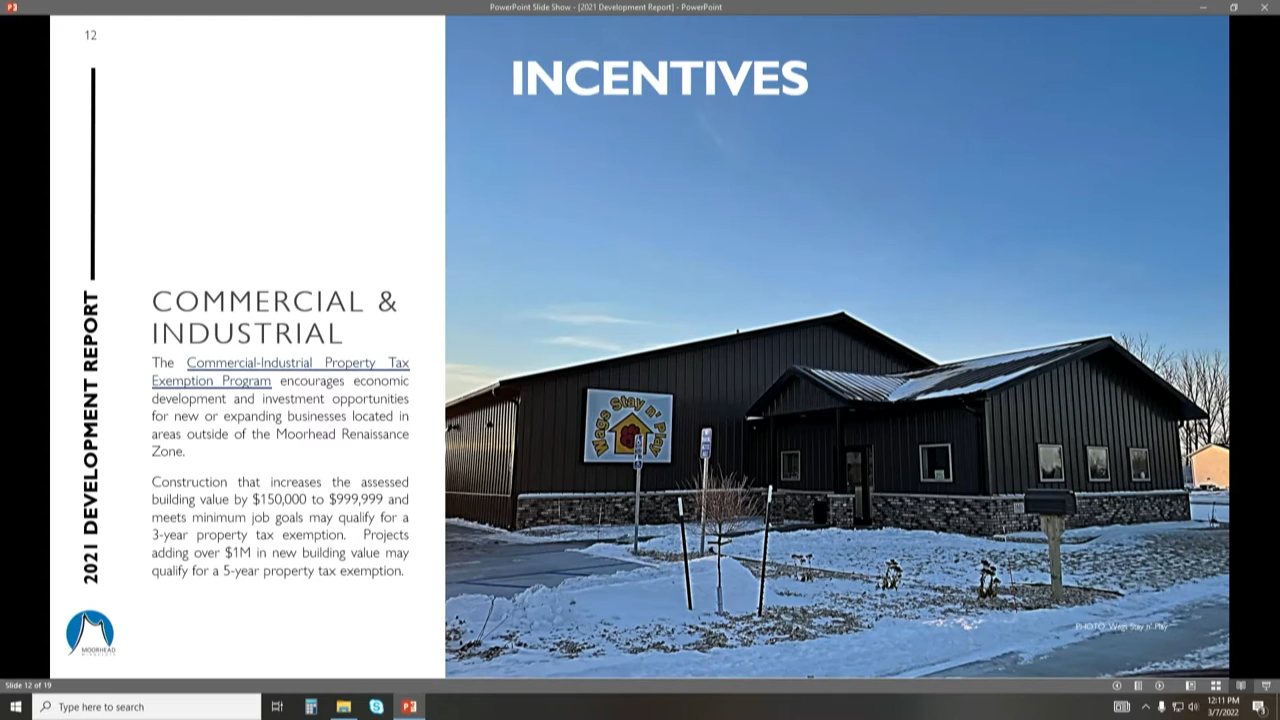 PowerPoint Slide Show - [2021 Development Report] - PowerPoint
12
2021 DEVELOPMENT REPORT
INCENTIVES
COMMERCIAL &
INDUSTRIAL
The Commercial-Industrial Property Tax
Exemption Program encourages economic
development and investment opportunities
for new or expanding businesses located in
areas outside of the Moorhead Renaissance
Zone.
Construction that increases the assessed
building value by $150,000 to $999,999 and
meets minimum job goals may qualify for a
3-year property tax exemption. Projects
adding over $1M in new building value may
qualify for a 5-year property tax exemption.
MOORHEAD
MINNESOTA
Wags Stay n' Play
PHOTO: Wags Stay n' Play
Slide 12 of 19
Type here to search
12:11 PM
3/7/2022